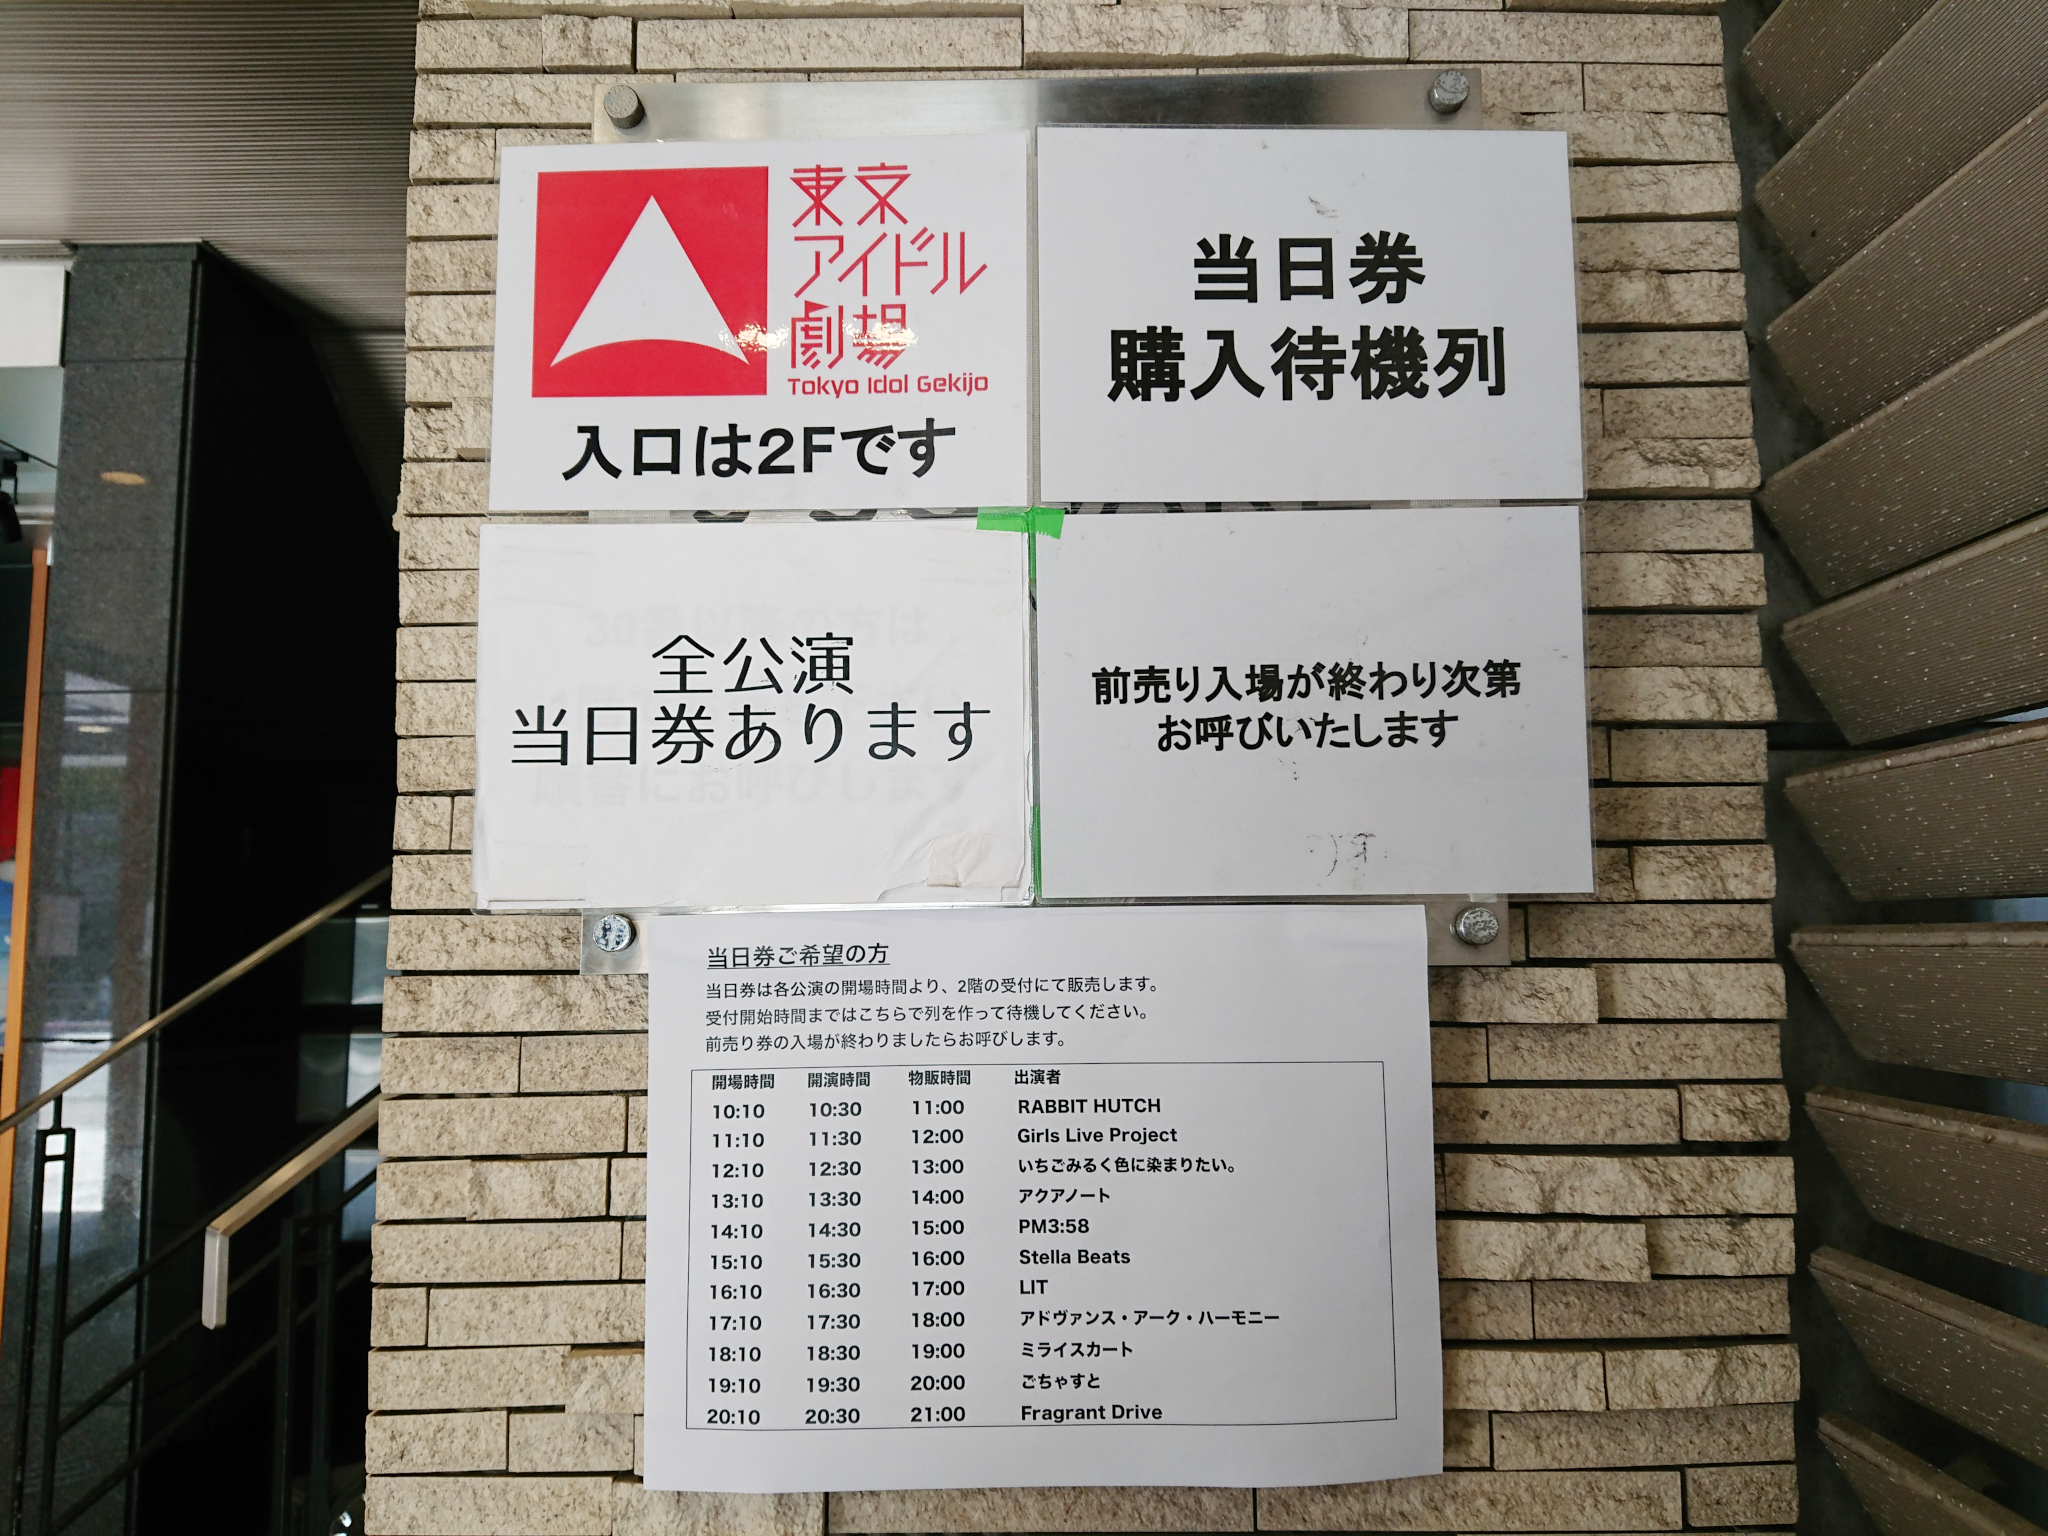 東京
アイドル
劇場
Tokyo Idol Gekijo
入口は2Fです
当日券
購入待機列
全公演
当日券あります
前売り入場が終わり次第
お呼びいたします
当日券ご希望の方
当日券は各公演の開場時間より、2階の受付にて販売します。
受付開始時間まではこちらで列を作って待機してください。
前売り券の入場が終わりましたらお呼びします。
開場時間 開演時間 物販時間 出演者
10:10 10:30 11:00 RABBIT HUTCH
11:10 11:30 12:00 Girls Live Project
12:10 12:30 13:00 いちごみるく色に染まりたい。
13:10 13:30 14:00 アクアノート
14:10 14:30 15:00 PM3:58
15:10 15:30 16:00 Stella Beats
16:10 16:30 17:00 LIT
17:10 17:30 18:00 アドヴァンス・アーク・ハーモニー
18:10 18:30 19:00 ミライスカート
19:10 19:30 20:00 ごちゃすと
20:10 20:30 21:00 Fragrant Drive